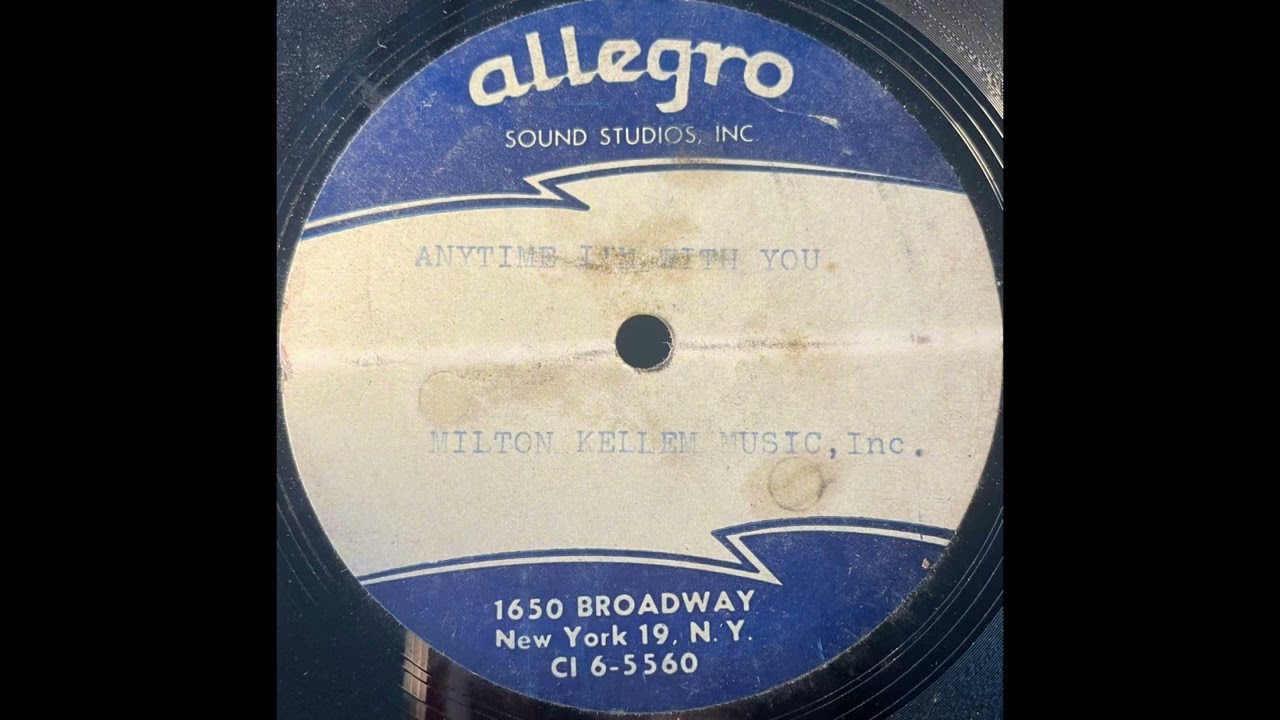 allegro
SOUND STUDIOS, INC.
ANYTIME I'M WITH YOU
MILTON KELLEM MUSIC,Inc.
1650 BROADWAY
New York 19, N. Y.
CI 6-5560